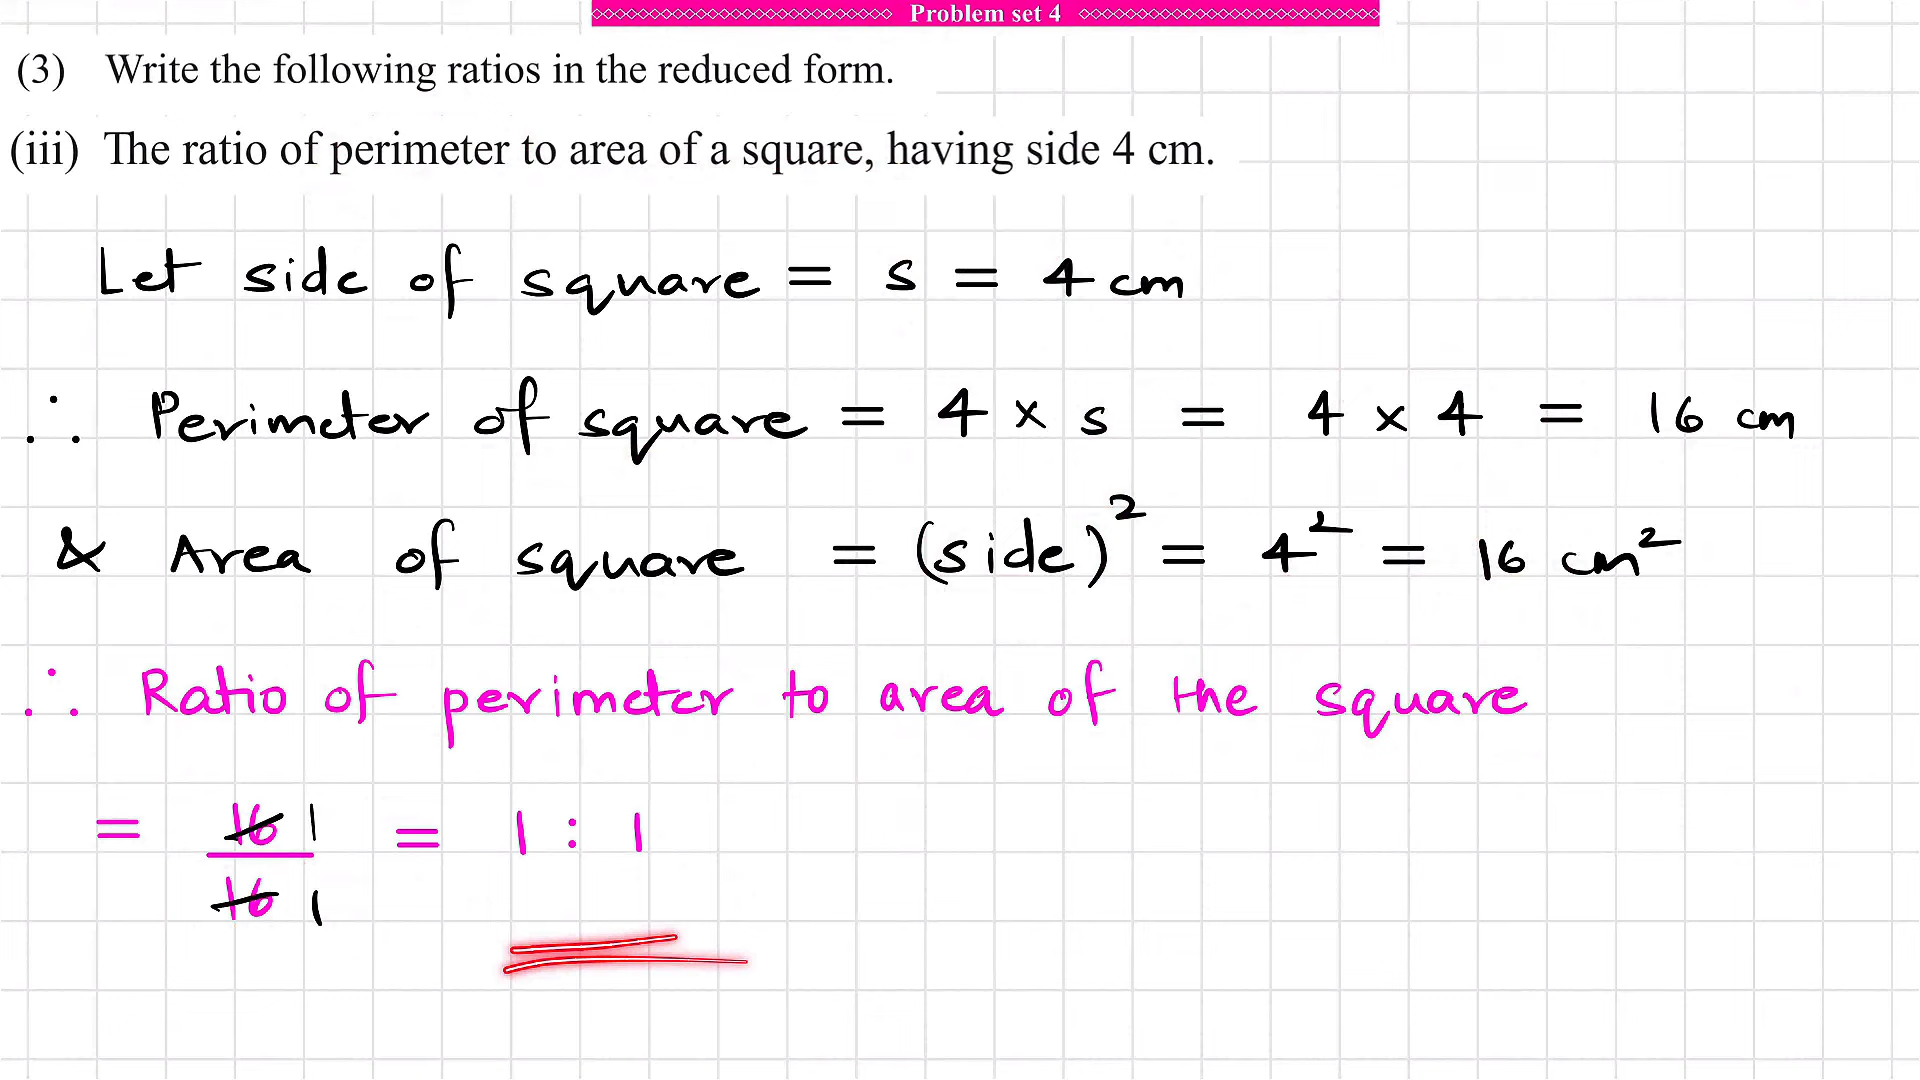 Problem set 4
(3) Write the following ratios in the reduced form.
(iii) The ratio of perimeter to area of a square, having side 4 cm.
Let side of square = s = 4 cm
∴ Perimeter of square = 4 × s = 4 × 4 = 16 cm
& Area of square = (side)² = 4² = 16 cm²
∴ Ratio of perimeter to area of the square
= 16 1 / 16 1 = 1 : 1